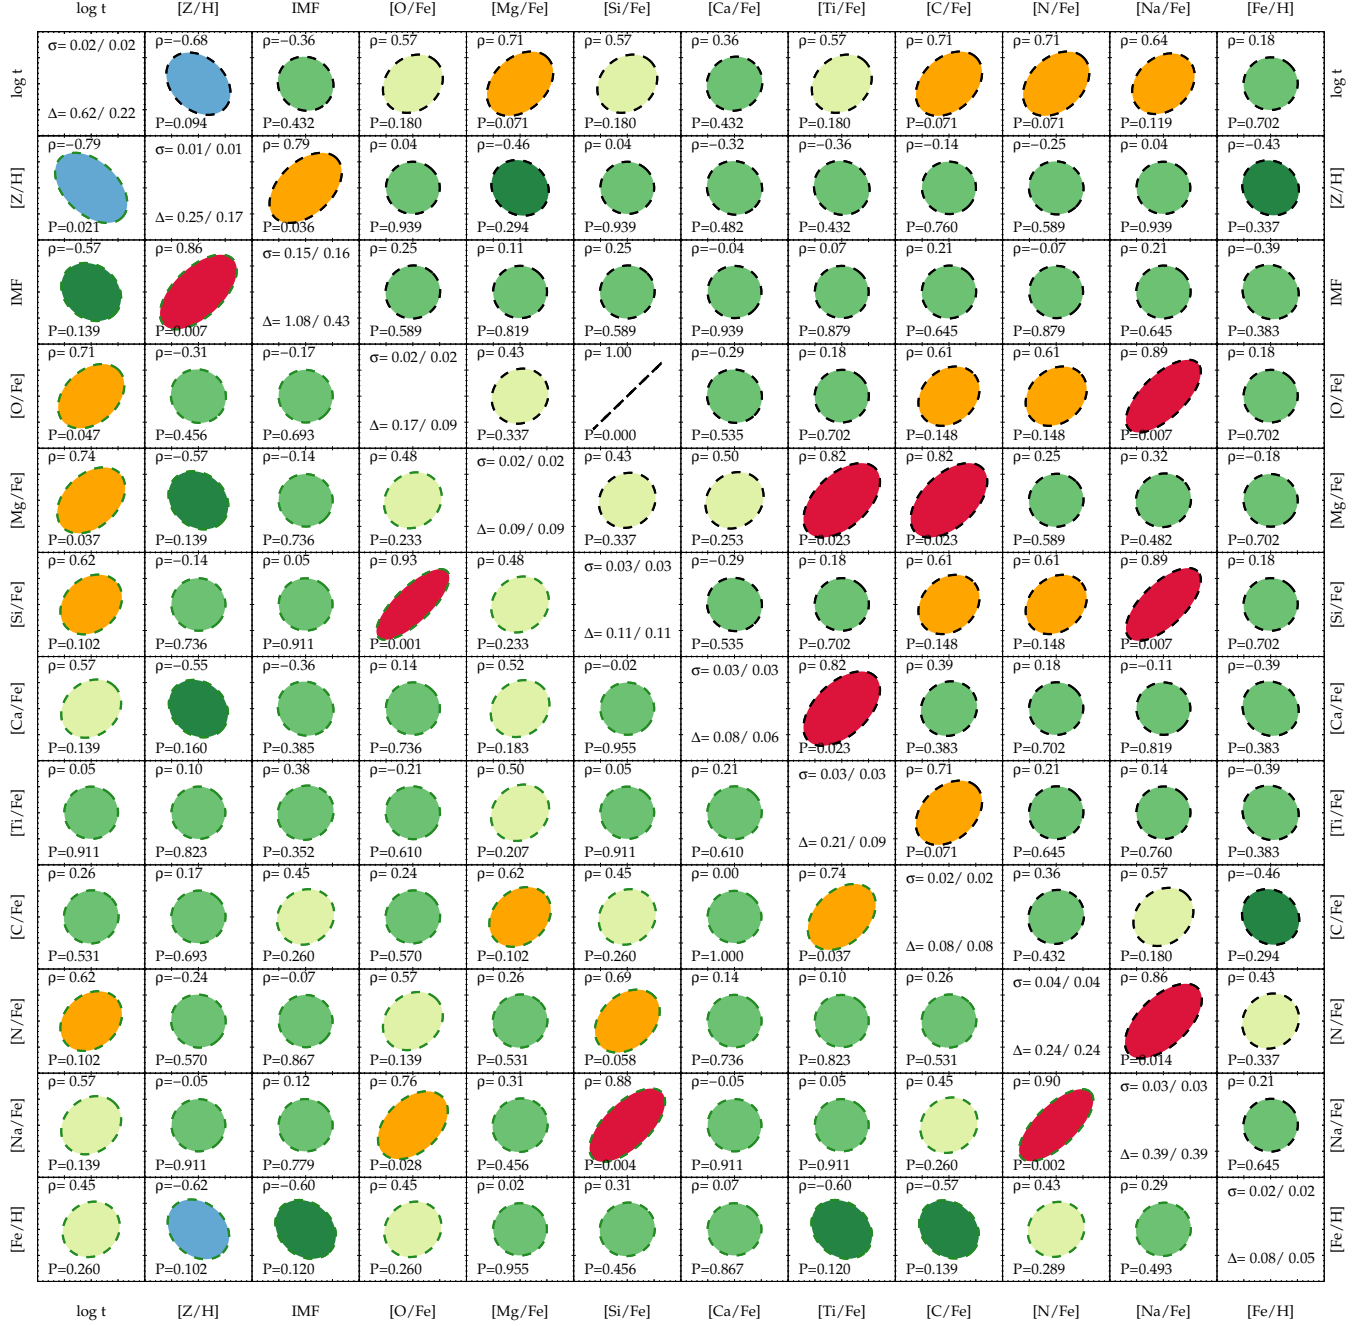 log t [Z/H] IMF [O/Fe] [Mg/Fe] [Si/Fe] [Ca/Fe] [Ti/Fe] [C/Fe] [N/Fe] [Na/Fe] [Fe/H]
σ= 0.02/ 0.02 ρ=−0.68 ρ=−0.36 ρ= 0.57 ρ= 0.71 ρ= 0.57 ρ= 0.36 ρ= 0.57 ρ= 0.71 ρ= 0.71 ρ= 0.64 ρ= 0.18
log t log t
Δ= 0.62/ 0.22 P=0.094 P=0.432 P=0.180 P=0.071 P=0.180 P=0.432 P=0.180 P=0.071 P=0.071 P=0.119 P=0.702
ρ=−0.79 σ= 0.01/ 0.01 ρ= 0.79 ρ= 0.04 ρ=−0.46 ρ= 0.04 ρ=−0.32 ρ=−0.36 ρ=−0.14 ρ=−0.25 ρ= 0.04 ρ=−0.43
[Z/H] [Z/H]
P=0.021 Δ= 0.25/ 0.17 P=0.036 P=0.939 P=0.294 P=0.939 P=0.482 P=0.432 P=0.760 P=0.589 P=0.939 P=0.337
ρ=−0.57 ρ= 0.86 σ= 0.15/ 0.16 ρ= 0.25 ρ= 0.11 ρ= 0.25 ρ=−0.04 ρ= 0.07 ρ= 0.21 ρ=−0.07 ρ= 0.21 ρ=−0.39
IMF IMF
P=0.139 P=0.007 Δ= 1.08/ 0.43 P=0.589 P=0.819 P=0.589 P=0.939 P=0.879 P=0.645 P=0.879 P=0.645 P=0.383
ρ= 0.71 ρ=−0.31 ρ=−0.17 σ= 0.02/ 0.02 ρ= 0.43 ρ= 1.00 ρ=−0.29 ρ= 0.18 ρ= 0.61 ρ= 0.61 ρ= 0.89 ρ= 0.18
[O/Fe] [O/Fe]
P=0.047 P=0.456 P=0.693 Δ= 0.17/ 0.09 P=0.337 P=0.000 P=0.535 P=0.702 P=0.148 P=0.148 P=0.007 P=0.702
ρ= 0.74 ρ=−0.57 ρ=−0.14 ρ= 0.48 σ= 0.02/ 0.02 ρ= 0.43 ρ= 0.50 ρ= 0.82 ρ= 0.82 ρ= 0.25 ρ= 0.32 ρ=−0.18
[Mg/Fe] [Mg/Fe]
P=0.037 P=0.139 P=0.736 P=0.233 Δ= 0.09/ 0.09 P=0.337 P=0.253 P=0.023 P=0.023 P=0.589 P=0.482 P=0.702
ρ= 0.62 ρ=−0.14 ρ= 0.05 ρ= 0.93 ρ= 0.48 σ= 0.03/ 0.03 ρ=−0.29 ρ= 0.18 ρ= 0.61 ρ= 0.61 ρ= 0.89 ρ= 0.18
[Si/Fe] [Si/Fe]
P=0.102 P=0.736 P=0.911 P=0.001 P=0.233 Δ= 0.11/ 0.11 P=0.535 P=0.702 P=0.148 P=0.148 P=0.007 P=0.702
ρ= 0.57 ρ=−0.55 ρ=−0.36 ρ= 0.14 ρ= 0.52 ρ=−0.02 σ= 0.03/ 0.03 ρ= 0.82 ρ= 0.39 ρ= 0.18 ρ=−0.11 ρ=−0.39
[Ca/Fe] [Ca/Fe]
P=0.139 P=0.160 P=0.385 P=0.736 P=0.183 P=0.955 Δ= 0.08/ 0.06 P=0.023 P=0.383 P=0.702 P=0.819 P=0.383
ρ= 0.05 ρ= 0.10 ρ= 0.38 ρ=−0.21 ρ= 0.50 ρ= 0.05 ρ= 0.21 σ= 0.03/ 0.03 ρ= 0.71 ρ= 0.21 ρ= 0.14 ρ=−0.39
[Ti/Fe] [Ti/Fe]
P=0.911 P=0.823 P=0.352 P=0.610 P=0.207 P=0.911 P=0.610 Δ= 0.21/ 0.09 P=0.071 P=0.645 P=0.760 P=0.383
ρ= 0.26 ρ= 0.17 ρ= 0.45 ρ= 0.24 ρ= 0.62 ρ= 0.45 ρ= 0.00 ρ= 0.74 σ= 0.02/ 0.02 ρ= 0.36 ρ= 0.57 ρ=−0.46
[C/Fe] [C/Fe]
P=0.531 P=0.693 P=0.260 P=0.570 P=0.102 P=0.260 P=1.000 P=0.037 Δ= 0.08/ 0.08 P=0.432 P=0.180 P=0.294
ρ= 0.62 ρ=−0.24 ρ=−0.07 ρ= 0.57 ρ= 0.26 ρ= 0.69 ρ= 0.14 ρ= 0.10 ρ= 0.26 σ= 0.04/ 0.04 ρ= 0.86 ρ= 0.43
[N/Fe] [N/Fe]
P=0.102 P=0.570 P=0.867 P=0.139 P=0.531 P=0.058 P=0.736 P=0.823 P=0.531 Δ= 0.24/ 0.24 P=0.014 P=0.337
ρ= 0.57 ρ=−0.05 ρ= 0.12 ρ= 0.76 ρ= 0.31 ρ= 0.88 ρ=−0.05 ρ= 0.05 ρ= 0.45 ρ= 0.90 σ= 0.03/ 0.03 ρ= 0.21
[Na/Fe] [Na/Fe]
P=0.139 P=0.911 P=0.779 P=0.028 P=0.456 P=0.004 P=0.911 P=0.911 P=0.260 P=0.002 Δ= 0.39/ 0.39 P=0.645
ρ= 0.45 ρ=−0.62 ρ=−0.60 ρ= 0.45 ρ= 0.02 ρ= 0.31 ρ= 0.07 ρ=−0.60 ρ=−0.57 ρ= 0.43 ρ= 0.29 σ= 0.02/ 0.02
[Fe/H] [Fe/H]
P=0.260 P=0.102 P=0.120 P=0.260 P=0.955 P=0.456 P=0.867 P=0.120 P=0.139 P=0.289 P=0.493 Δ= 0.08/ 0.05
log t [Z/H] IMF [O/Fe] [Mg/Fe] [Si/Fe] [Ca/Fe] [Ti/Fe] [C/Fe] [N/Fe] [Na/Fe] [Fe/H]